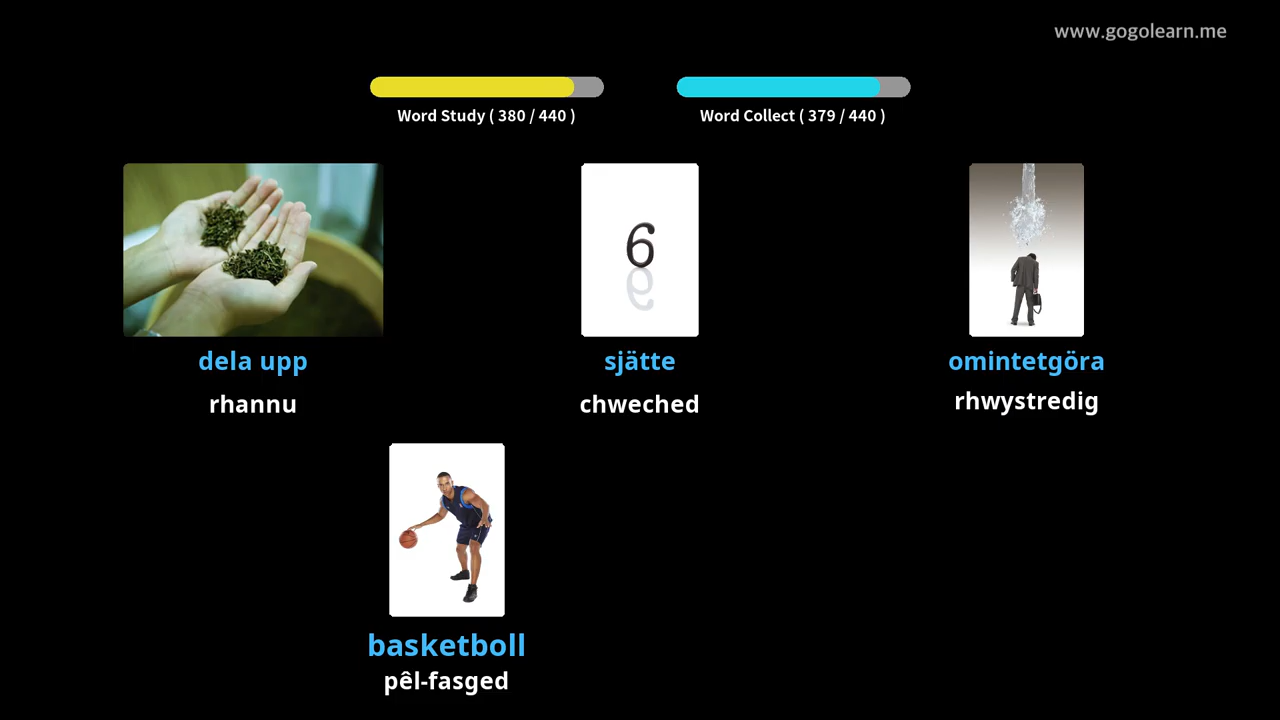 www.gogolearn.me
Word Study ( 380 / 440 )
Word Collect ( 379 / 440 )
6
dela upp
sjätte
omintetgöra
rhannu
chweched
rhwystredig
basketboll
pêl-fasged